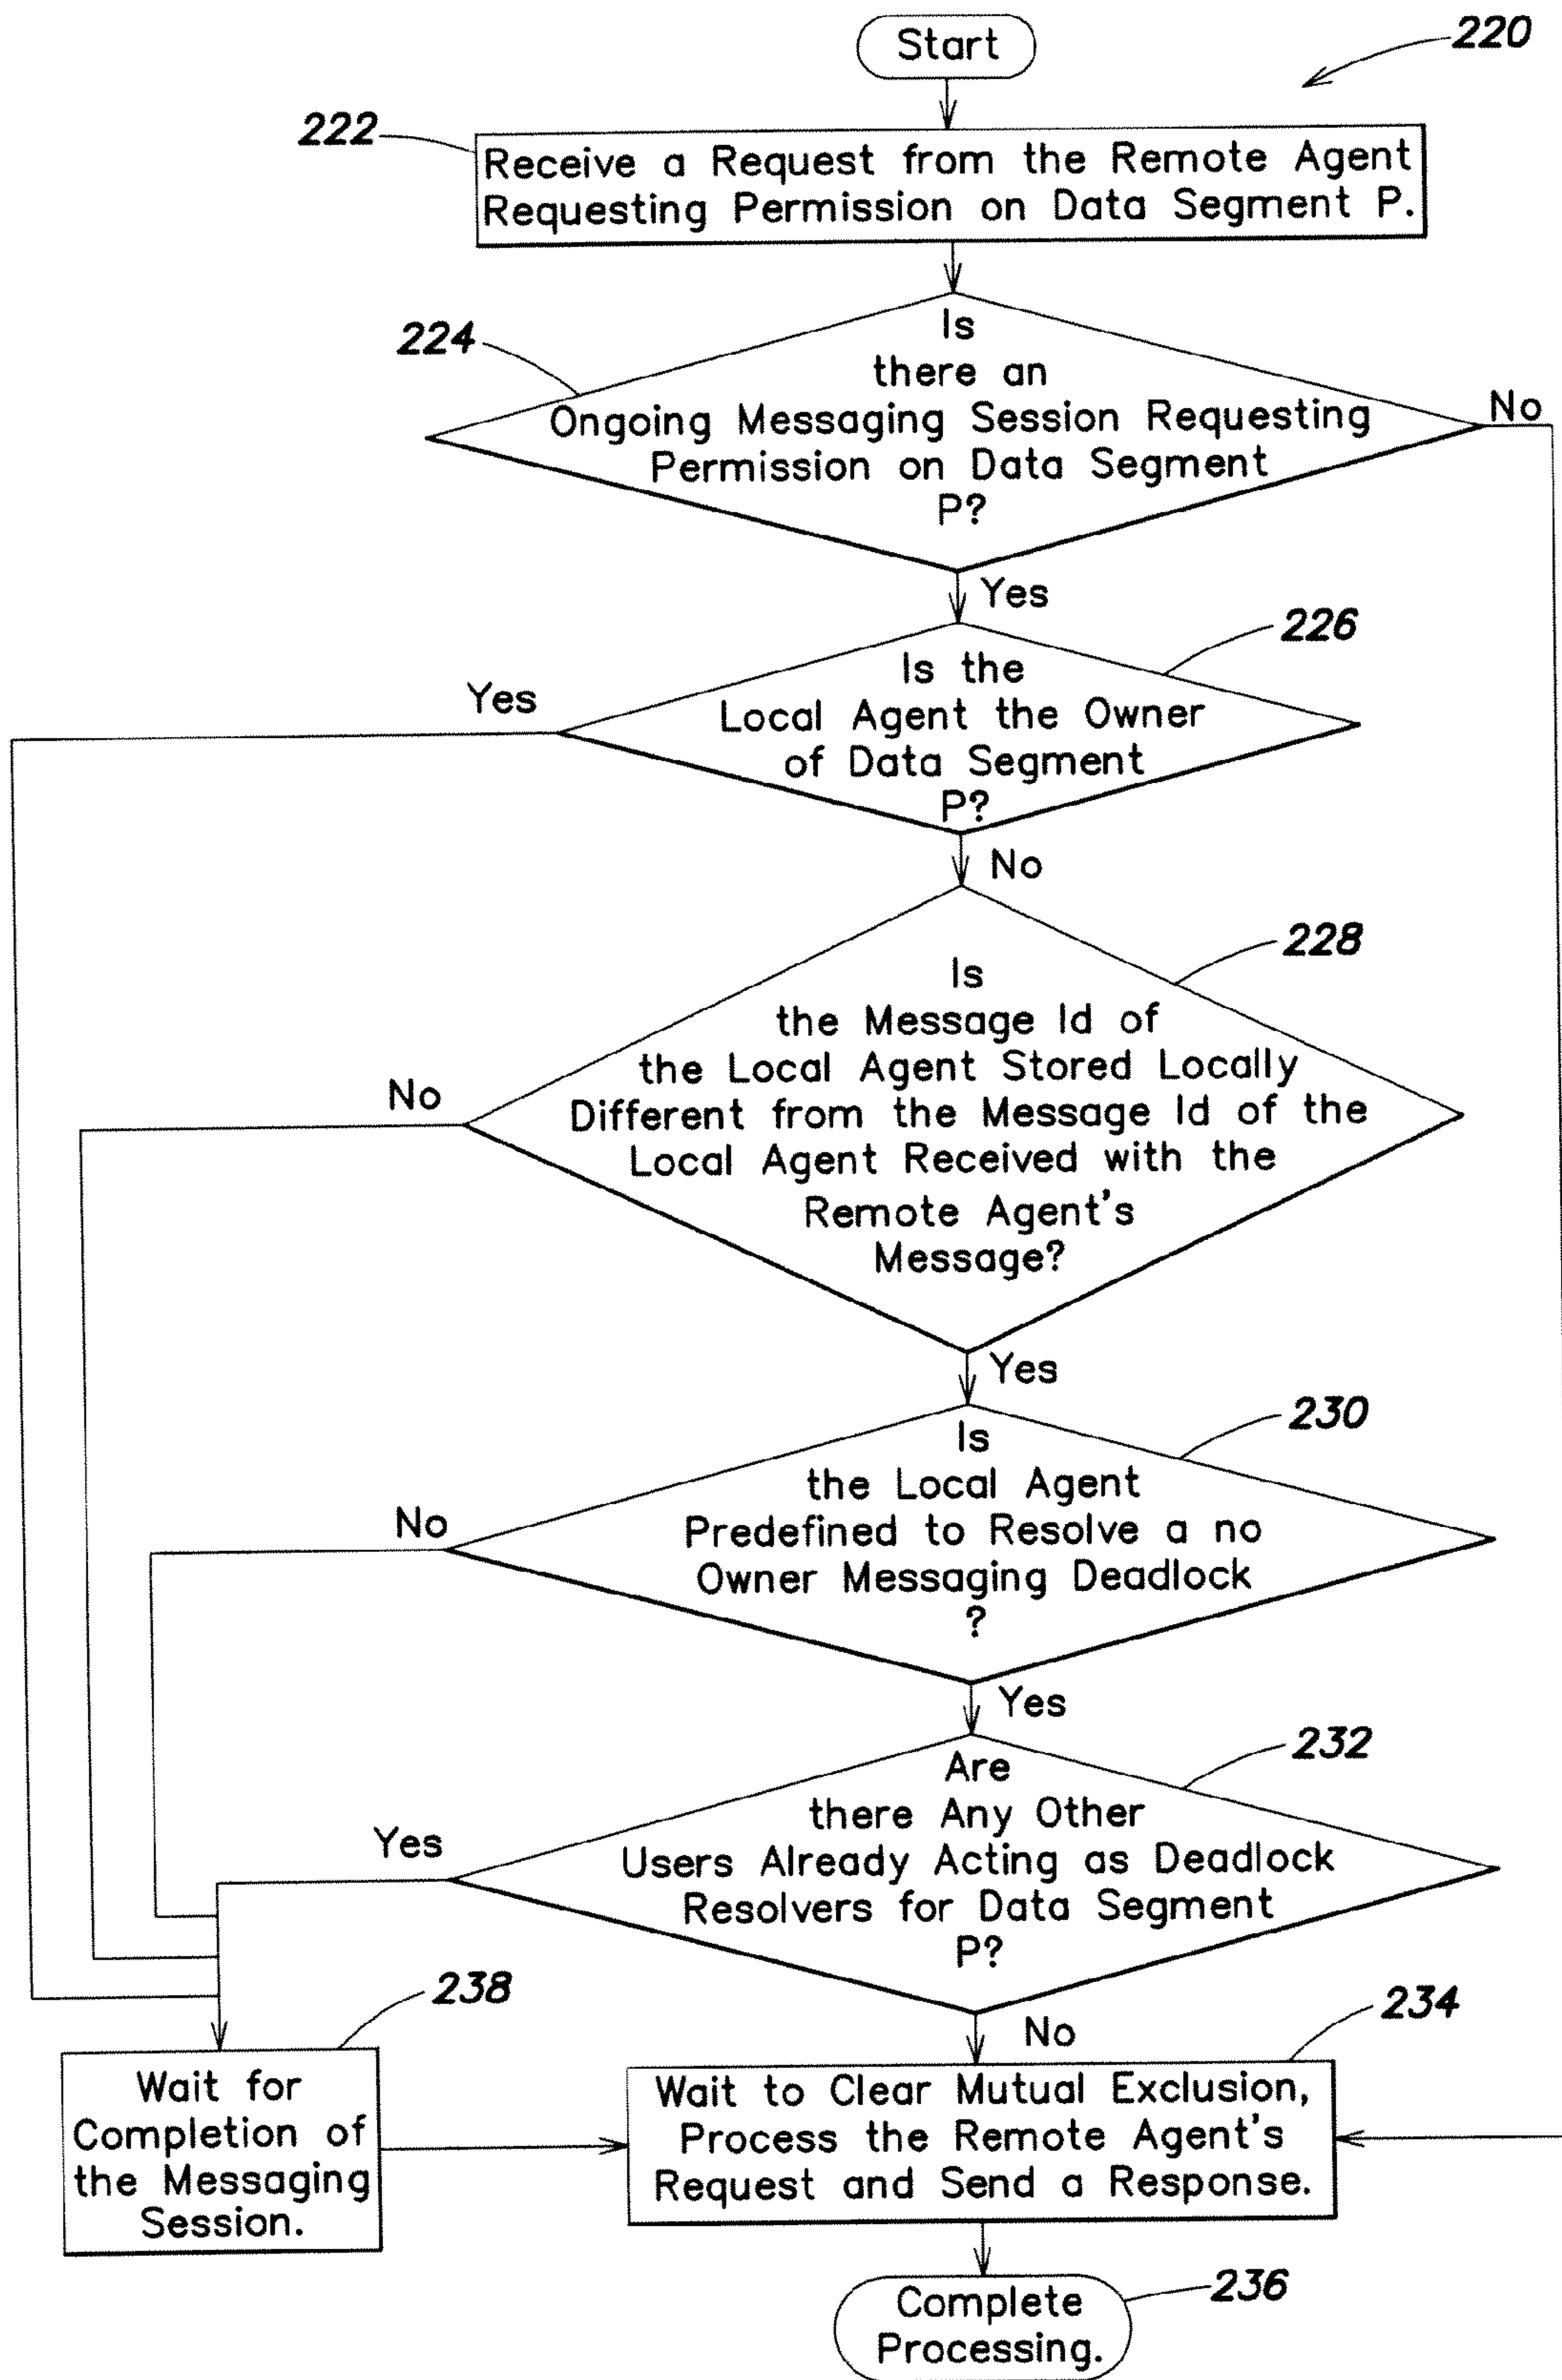 Start
220
222
Receive a Request from the Remote Agent
Requesting Permission on Data Segment P.
224
Is
there an
Ongoing Messaging Session Requesting
Permission on Data Segment
P?
No
Yes
226
Is the
Local Agent the Owner
of Data Segment
P?
Yes
No
228
Is
the Message Id of
the Local Agent Stored Locally
Different from the Message Id of the
Local Agent Received with the
Remote Agent's
Message?
No
Yes
230
Is
the Local Agent
Predefined to Resolve a no
Owner Messaging Deadlock
?
No
Yes
232
Are
there Any Other
Users Already Acting as Deadlock
Resolvers for Data Segment
P?
Yes
No
238
Wait for
Completion of
the Messaging
Session.
234
Wait to Clear Mutual Exclusion,
Process the Remote Agent's
Request and Send a Response.
236
Complete
Processing.